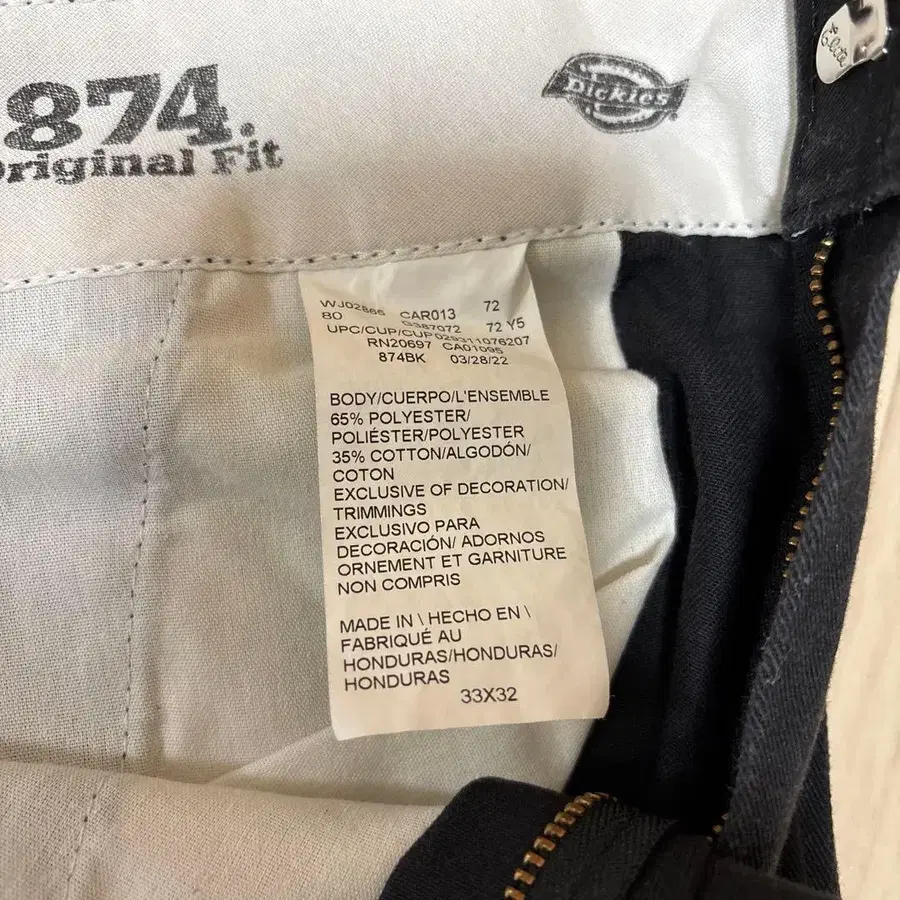 874.
Original Fit
Dickies
WJ02866 CAR013 72
80 G387072 72 Y5
UPC/CUP/CUP029311076207
RN20697 CA01095
874BK 03/28/22
BODY/CUERPO/L'ENSEMBLE
65% POLYESTER/
POLIÉSTER/POLYESTER
35% COTTON/ALGODÓN/
COTON
EXCLUSIVE OF DECORATION/
TRIMMINGS
EXCLUSIVO PARA
DECORACIÓN/ ADORNOS
ORNEMENT ET GARNITURE
NON COMPRIS
MADE IN \ HECHO EN \
FABRIQUÉ AU
HONDURAS/HONDURAS/
HONDURAS
33X32